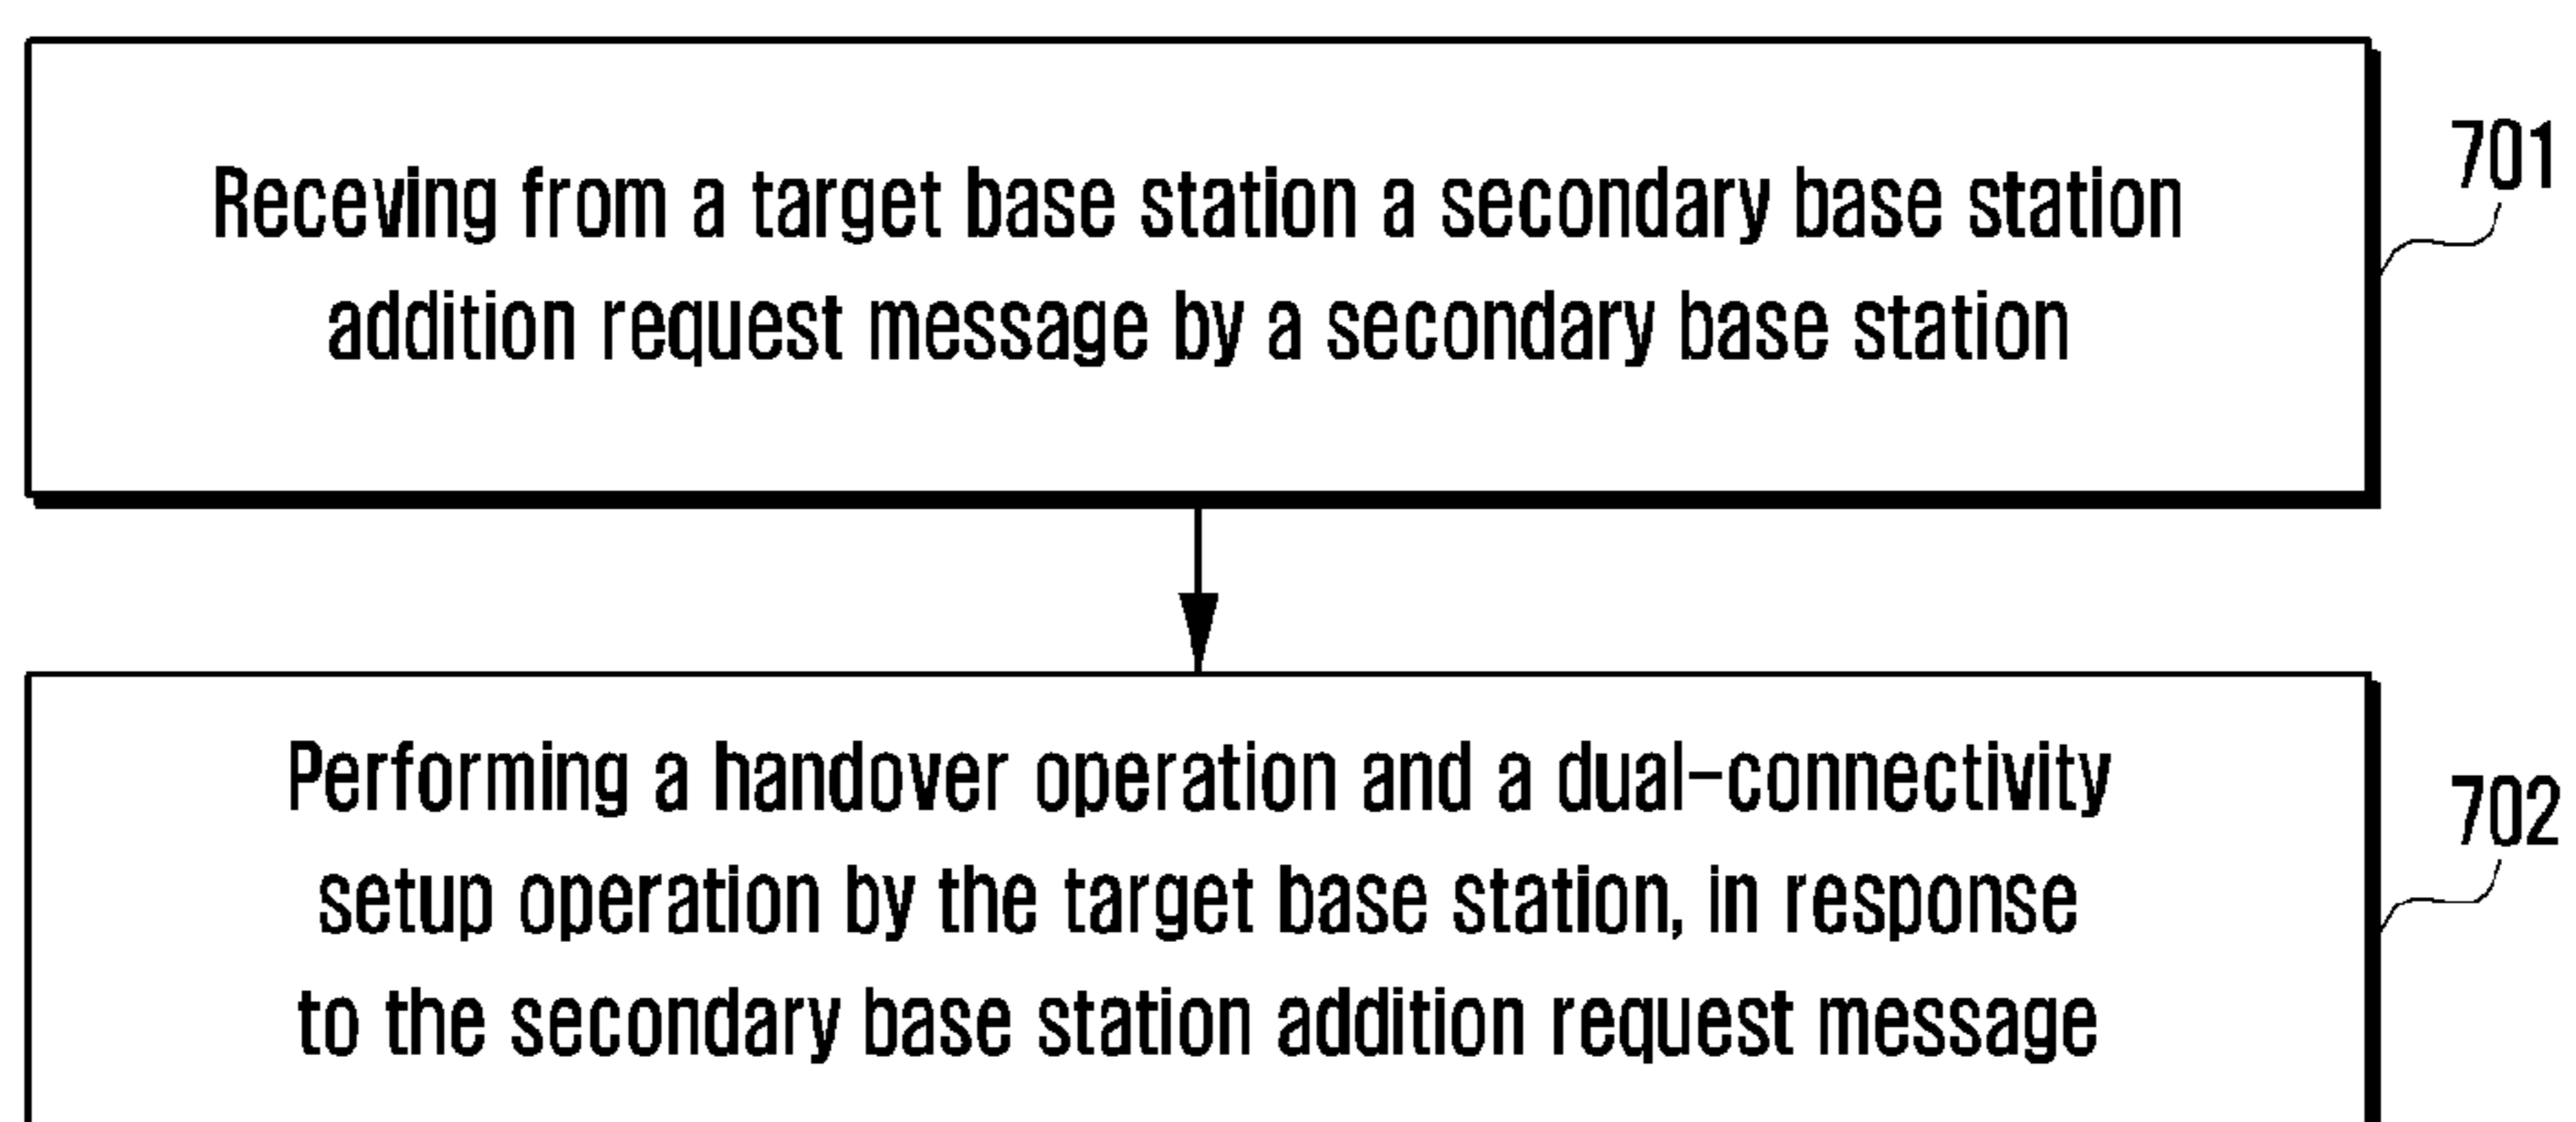 Receving from a target base station a secondary base station
addition request message by a secondary base station
701
Performing a handover operation and a dual-connectivity
setup operation by the target base station, in response
to the secondary base station addition request message
702